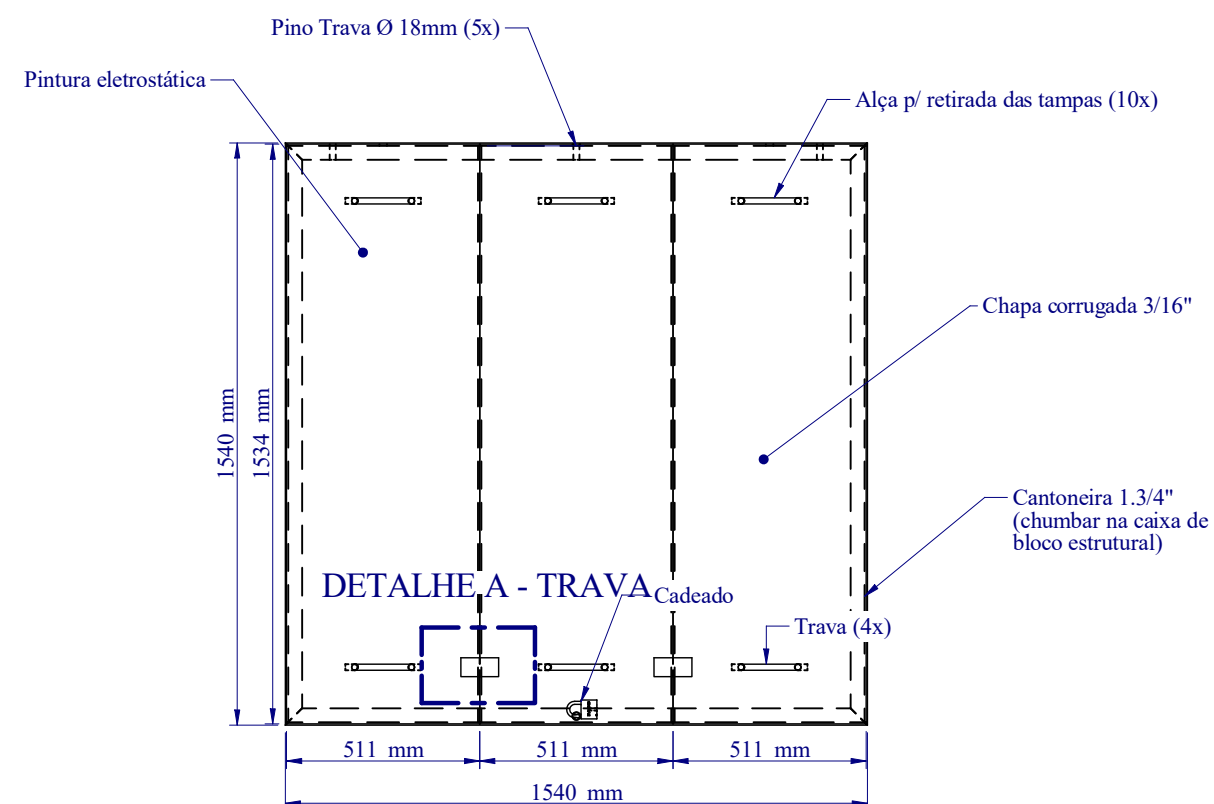 Pino Trava Ø 18mm (5x)
Pintura eletrostática
Alça p/ retirada das tampas (10x)
Chapa corrugada 3/16"
1540 mm
1534 mm
Cantoneira 1.3/4"
(chumbar na caixa de
bloco estrutural)
DETALHE A - TRAVA
Cadeado
Trava (4x)
511 mm
511 mm
511 mm
1540 mm